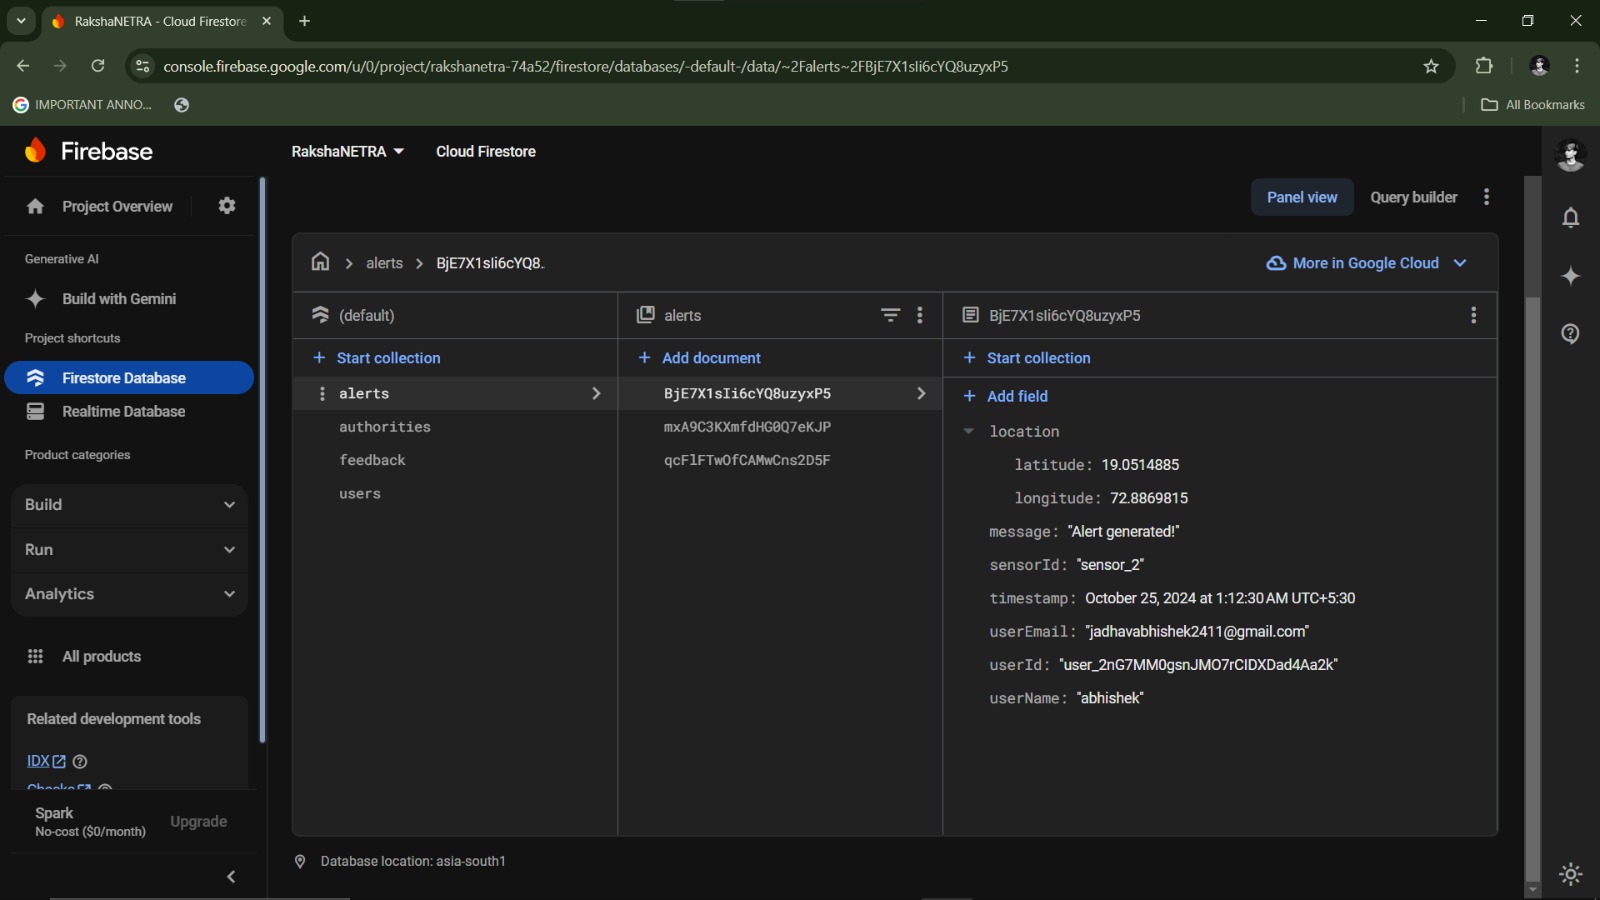 RakshaNETRA - Cloud Firestore
console.firebase.google.com/u/0/project/rakshanetra-74a52/firestore/databases/-default-/data/~2Falerts~2FBjE7X1sli6cYQ8uzyxP5
IMPORTANT ANNO...
All Bookmarks
Firebase
RakshaNETRA
Cloud Firestore
Project Overview
Panel view
Query builder
Generative AI
Build with Gemini
Project shortcuts
Firestore Database
Realtime Database
Product categories
Build
Run
Analytics
All products
Related development tools
IDX
Checks
Spark
No-cost ($0/month)
Upgrade
alerts
BjE7X1sli6cYQ8..
More in Google Cloud
(default)
Start collection
alerts
authorities
feedback
users
alerts
Add document
BjE7X1sIi6cYQ8uzyxP5
mxA9C3KXmfdHG0Q7eKJP
qcFlFTwOfCAMwCns2D5F
BjE7X1sli6cYQ8uzyxP5
Start collection
Add field
location
latitude: 19.0514885
longitude: 72.8869815
message: "Alert generated!"
sensorId: "sensor_2"
timestamp: October 25, 2024 at 1:12:30 AM UTC+5:30
userEmail: "jadhavabhishek2411@gmail.com"
userId: "user_2nG7MM0gsnJMO7rCIDXDad4Aa2k"
userName: "abhishek"
Database location: asia-south1